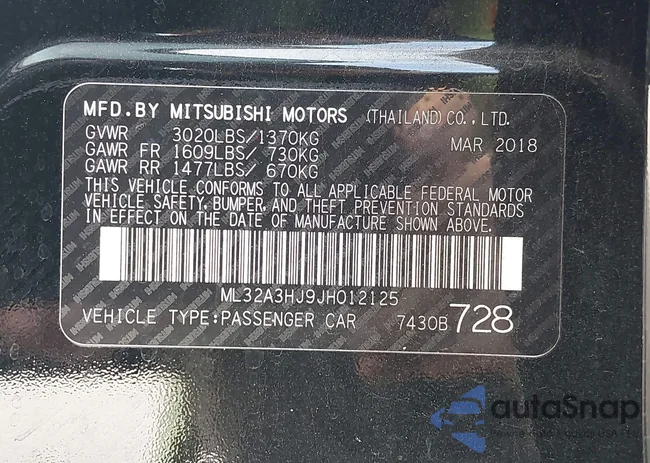 MFD.BY MITSUBISHI MOTORS (THAILAND)CO.,LTD.
GVWR 3020LBS/1370KG MAR 2018
GAWR FR 1609LBS/ 730KG
GAWR RR 1477LBS/ 670KG
THIS VEHICLE CONFORMS TO ALL APPLICABLE FEDERAL MOTOR
VEHICLE SAFETY, BUMPER, AND THEFT PREVENTION STANDARDS
IN EFFECT ON THE DATE OF MANUFACTURE SHOWN ABOVE.
ML32A3HJ9JH012125
VEHICLE TYPE:PASSENGER CAR 7430B 728
autoSnap